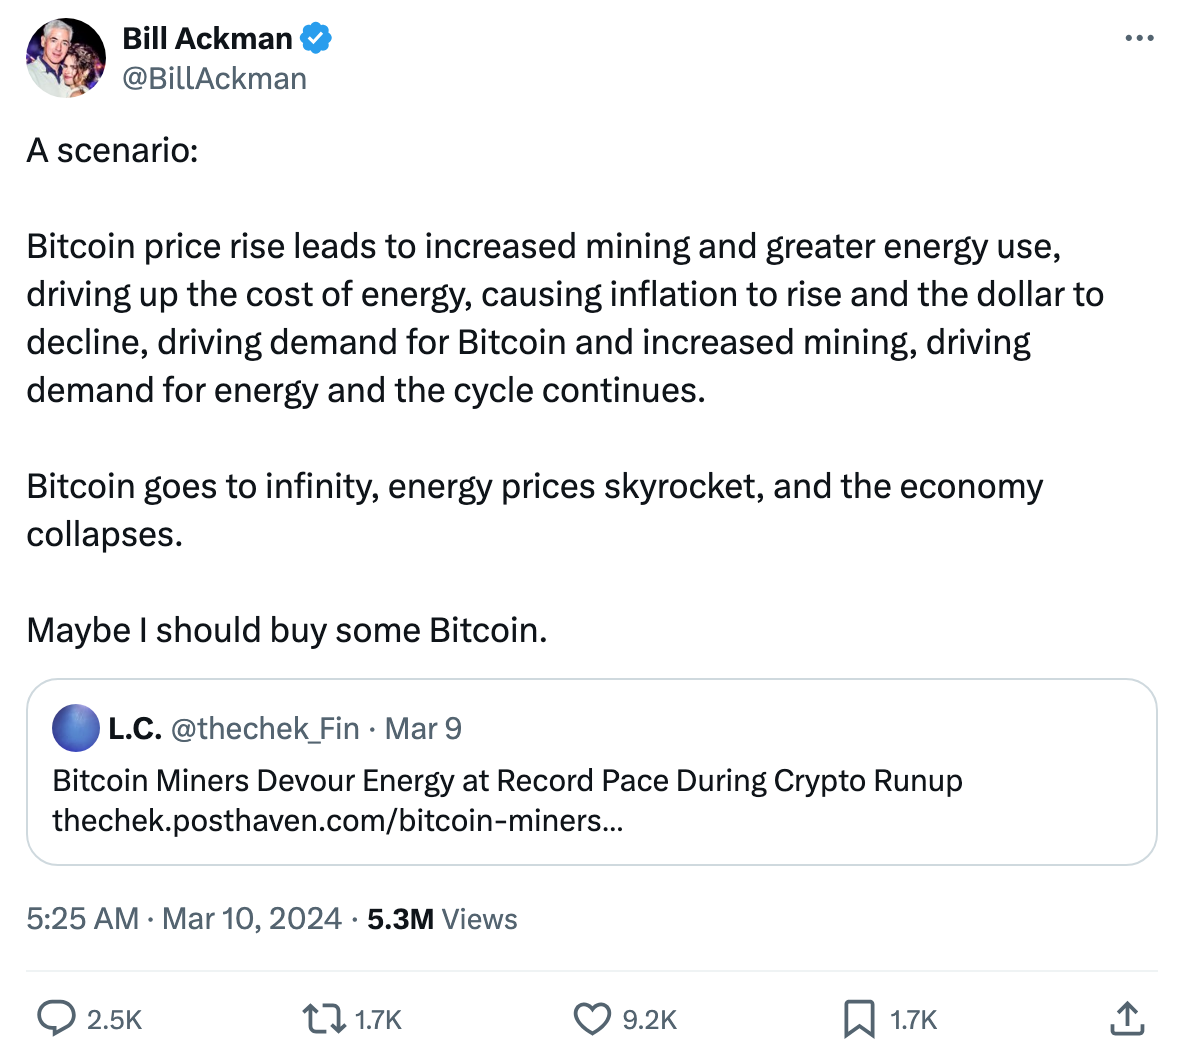 Bill Ackman
@BillAckman
A scenario:
Bitcoin price rise leads to increased mining and greater energy use,
driving up the cost of energy, causing inflation to rise and the dollar to
decline, driving demand for Bitcoin and increased mining, driving
demand for energy and the cycle continues.
Bitcoin goes to infinity, energy prices skyrocket, and the economy
collapses.
Maybe I should buy some Bitcoin.
L.C. @thechek_Fin · Mar 9
Bitcoin Miners Devour Energy at Record Pace During Crypto Runup
thechek.posthaven.com/bitcoin-miners...
5:25 AM · Mar 10, 2024 · 5.3M Views
2.5K 1.7K 9.2K 1.7K